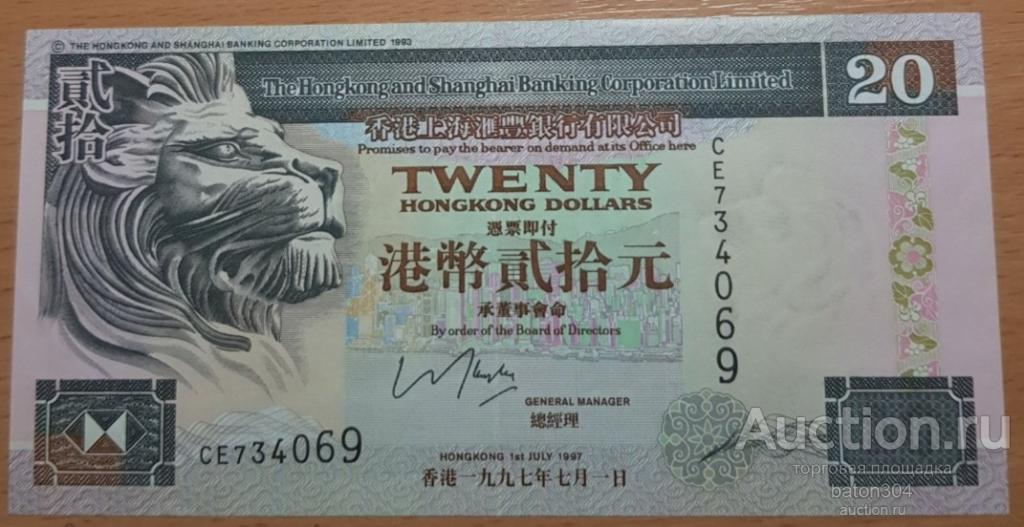 © THE HONGKONG AND SHANGHAI BANKING CORPORATION LIMITED 1993
貳拾
The Hongkong and Shanghai Banking Corporation Limited
20
香港上海滙豐銀行有限公司
Promises to pay the bearer on demand at its Office here
CE734069
TWENTY
HONGKONG DOLLARS
憑票即付
港幣貳拾元
承董事會命
By order of the Board of Directors
GENERAL MANAGER
總經理
CE734069
HONGKONG 1st JULY 1997
香港一九九七年七月一日
Auction.ru
торговая площадка
baton304
auction.ru